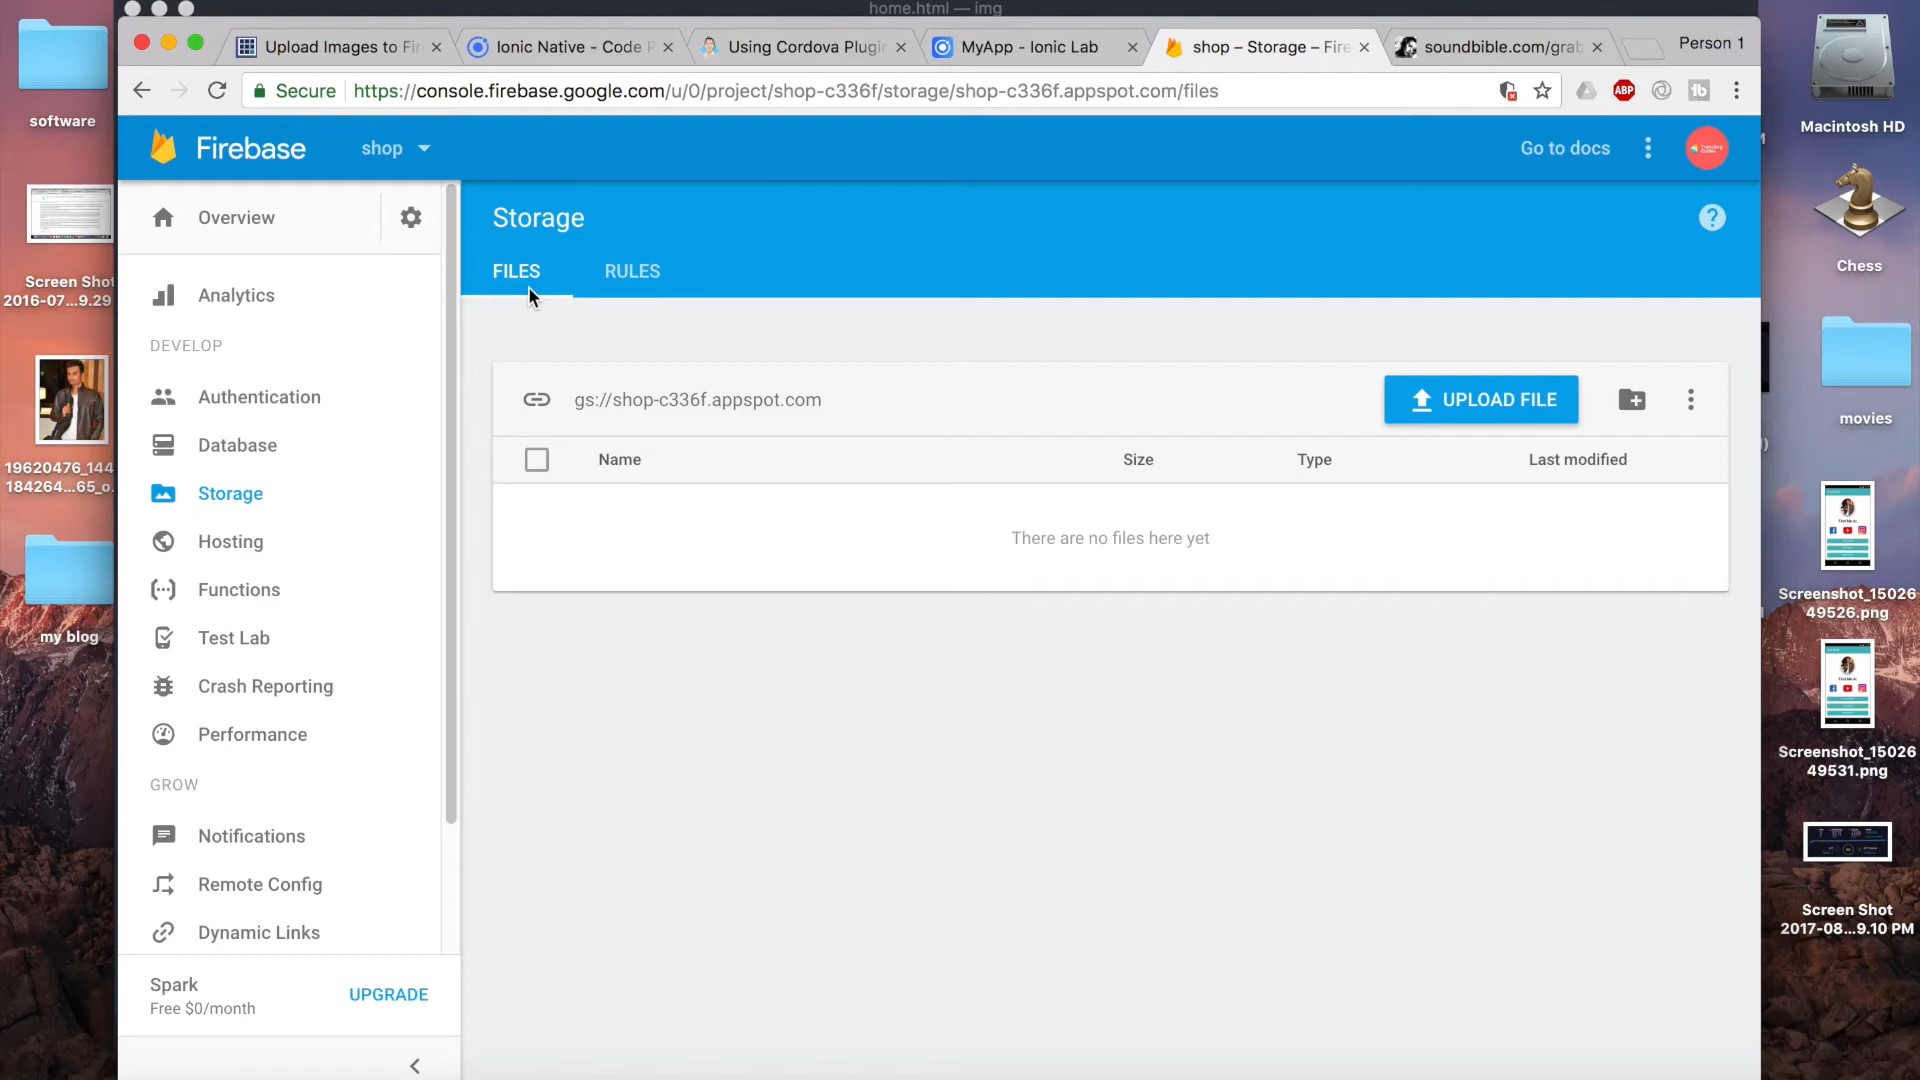 home.html — img
Upload Images to Fir
Ionic Native - Code P
Using Cordova Plugin
MyApp - Ionic Lab
shop – Storage – Fire
soundbible.com/grab
Person 1
Secure
https://console.firebase.google.com/u/0/project/shop-c336f/storage/shop-c336f.appspot.com/files
ABP
Firebase
shop
Go to docs
Overview
Analytics
DEVELOP
Authentication
Database
Storage
Hosting
Functions
Test Lab
Crash Reporting
Performance
GROW
Notifications
Remote Config
Dynamic Links
Spark
Free $0/month
UPGRADE
Storage
FILES
RULES
gs://shop-c336f.appspot.com
UPLOAD FILE
Name
Size
Type
Last modified
There are no files here yet
software
Screen Shot
2016-07...9.29
19620476_144
184264...65_o.
my blog
Macintosh HD
Chess
movies
Screenshot_15026
49526.png
Screenshot_15026
49531.png
Screen Shot
2017-08...9.10 PM